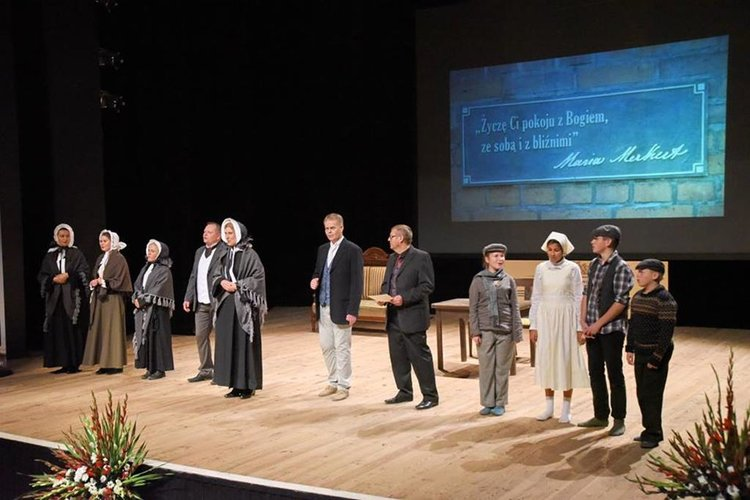 „Życzę Ci pokoju z Bogiem,
ze sobą i z bliźnimi”
Maria Merkert